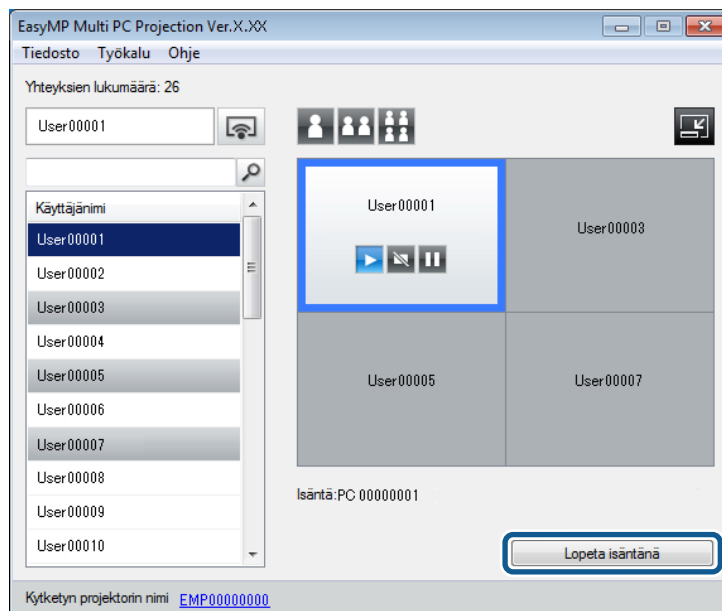 EasyMP Multi PC Projection Ver.X.XX
Tiedosto Työkalu Ohje
Yhteyksien lukumäärä: 26
User00001
Käyttäjänimi
User00001
User00002
User00003
User00004
User00005
User00006
User00007
User00008
User00009
User00010
User00001
User00003
User00005
User00007
Isäntä:PC 00000001
Lopeta isäntänä
Kytketyn projektorin nimi EMP00000000